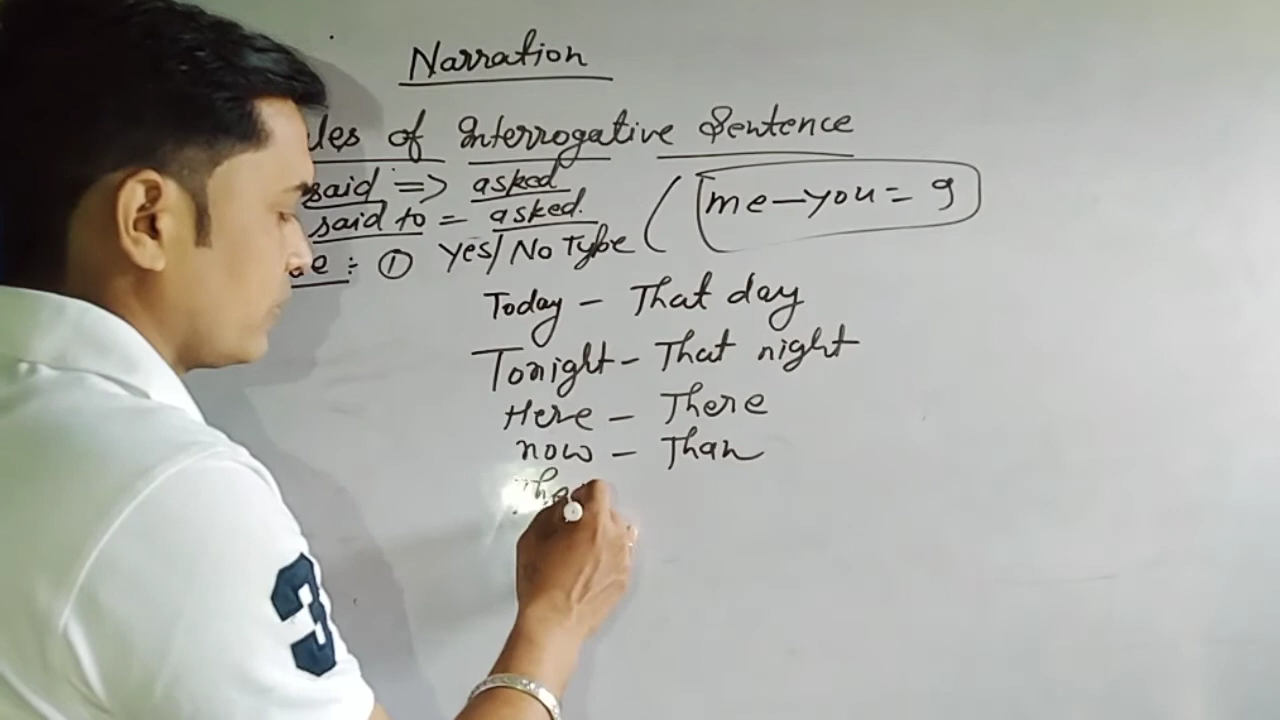 Narration
les of Interrogative Sentence
said => asked
said to = asked. ( me - you = 9
e : ① Yes/No Type
Today - That day
Tonight - That night
Here - There
now - Than
3